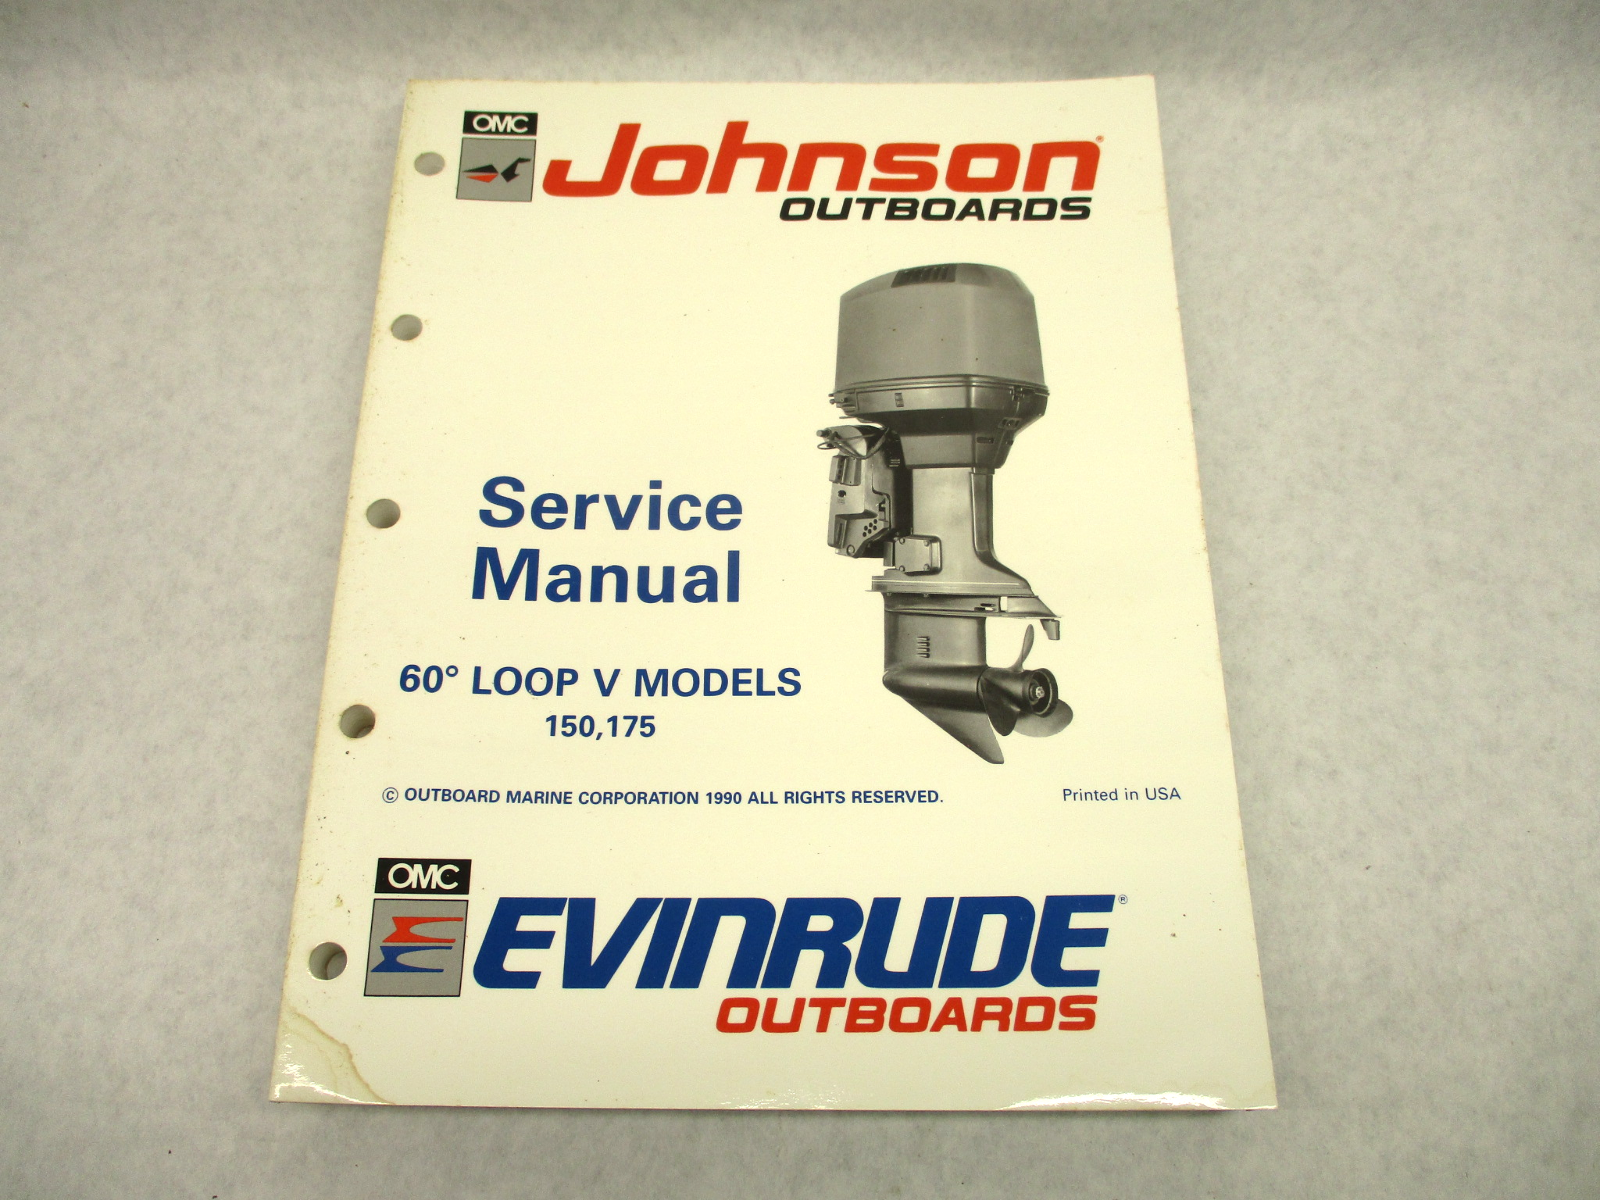 OMC
Johnson®
OUTBOARDS
Service
Manual
60° LOOP V MODELS
150,175
© OUTBOARD MARINE CORPORATION 1990 ALL RIGHTS RESERVED.
Printed in USA
OMC
EVINRUDE®
OUTBOARDS